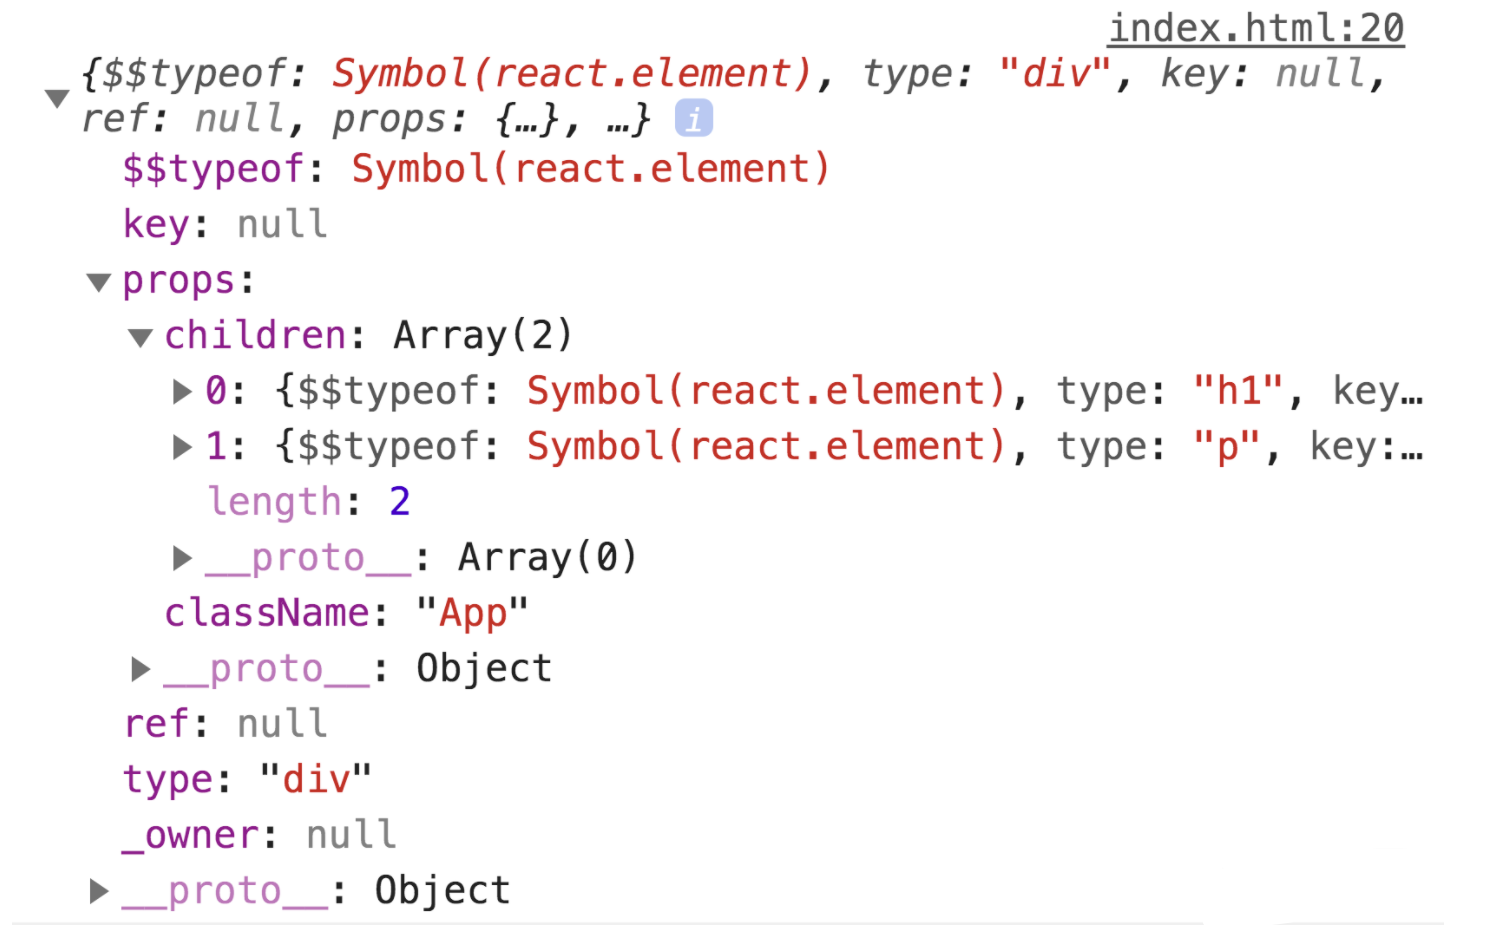 index.html:20
{$$typeof: Symbol(react.element), type: "div", key: null,
ref: null, props: {…}, …} i
$$typeof: Symbol(react.element)
key: null
props:
children: Array(2)
0: {$$typeof: Symbol(react.element), type: "h1", key…
1: {$$typeof: Symbol(react.element), type: "p", key:…
length: 2
__proto__: Array(0)
className: "App"
__proto__: Object
ref: null
type: "div"
_owner: null
__proto__: Object